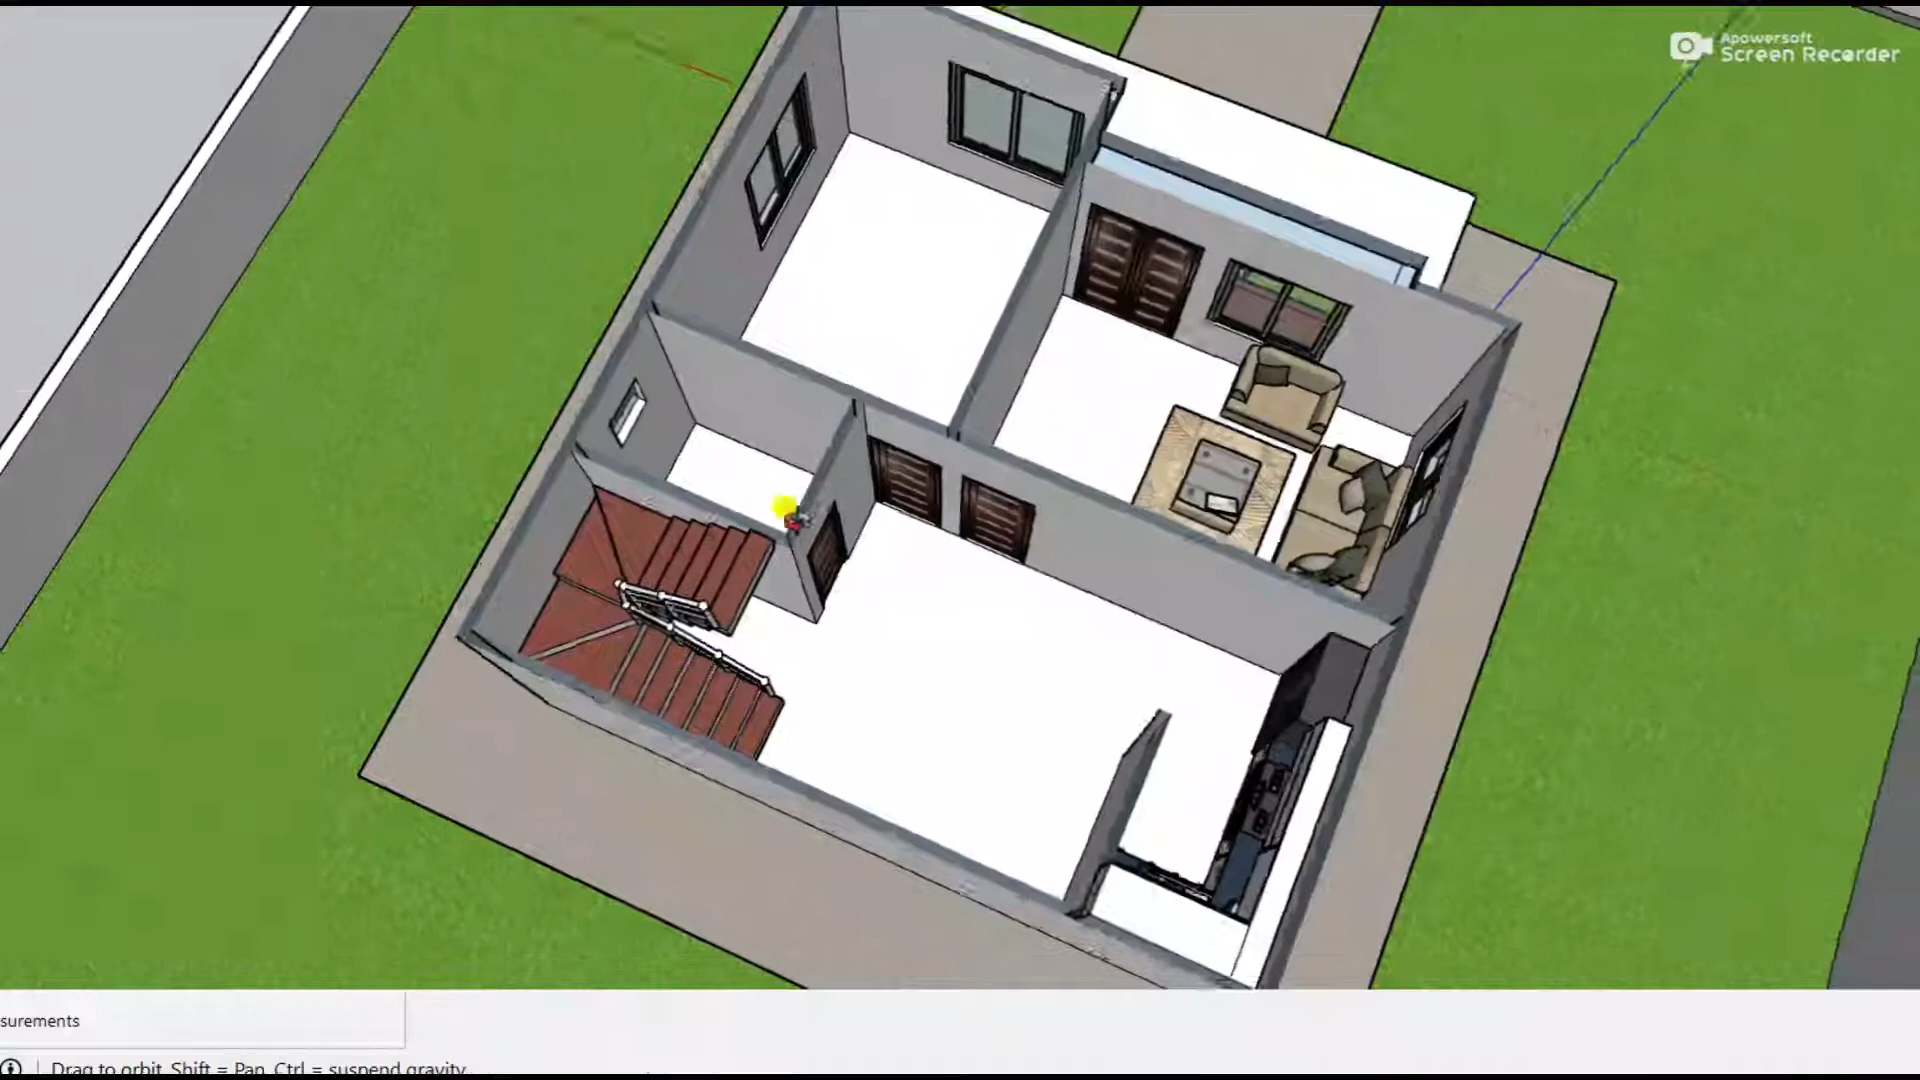 Apowersoft
Screen Recorder
surements
Drag to orbit. Shift = Pan, Ctrl = suspend gravity.